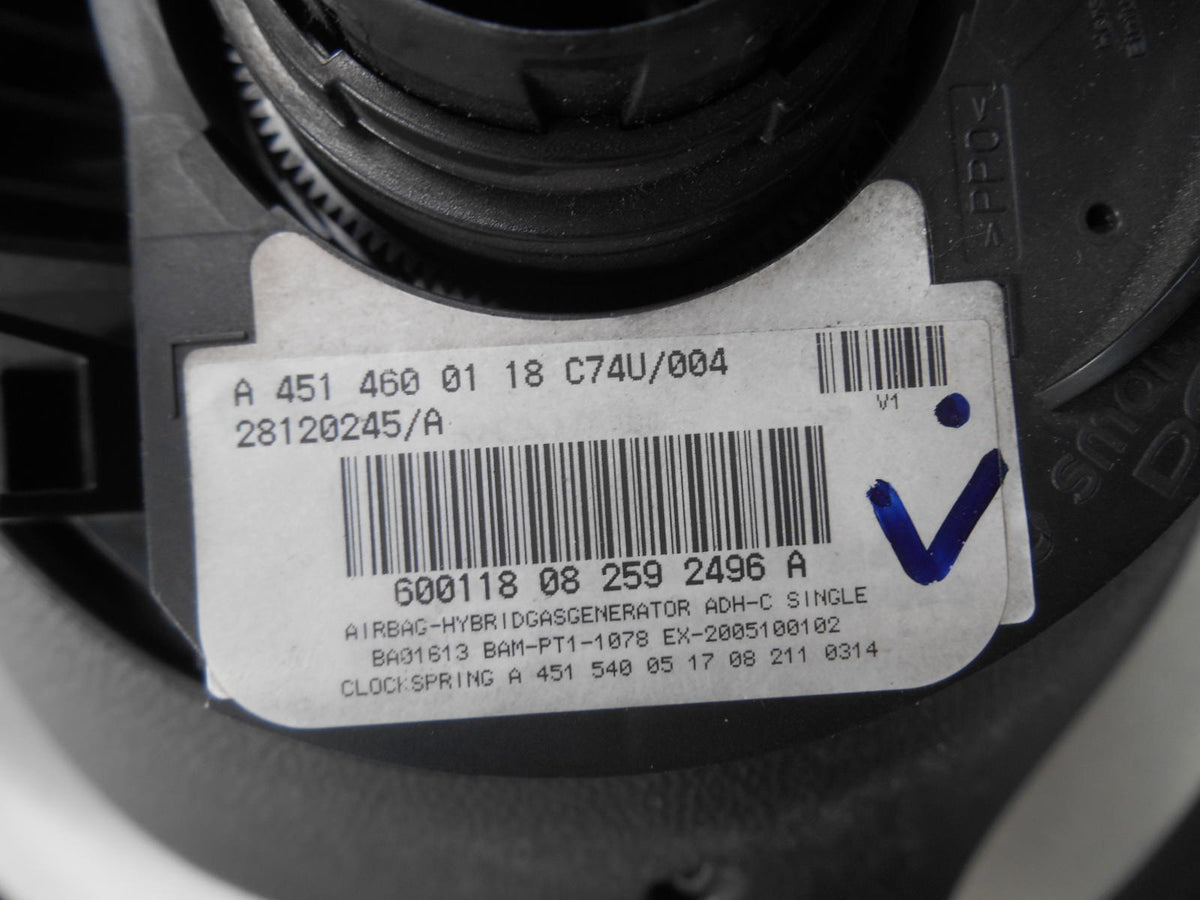 >PPO<
A 451 460 01 18 C74U/004
28120245/A
V1
600118 08 259 2496 A
AIRBAG-HYBRIDGASGENERATOR ADH-C SINGLE
BA01613 BAM-PT1-1078 EX-2005100102
CLOCKSPRING A 451 540 05 17 08 211 0314